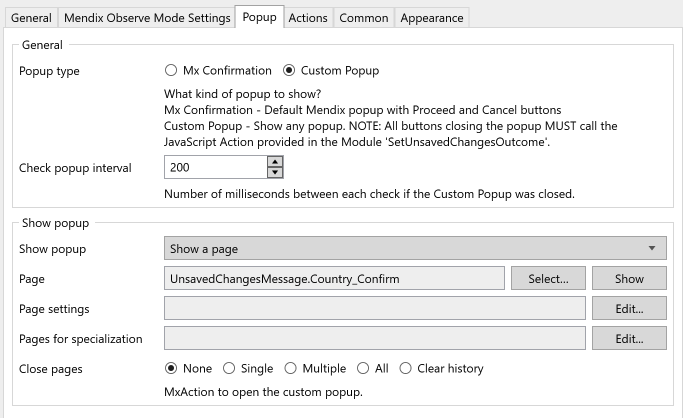 General Mendix Observe Mode Settings Popup Actions Common Appearance
General
Popup type Mx Confirmation Custom Popup
What kind of popup to show?
Mx Confirmation - Default Mendix popup with Proceed and Cancel buttons
Custom Popup - Show any popup. NOTE: All buttons closing the popup MUST call the
JavaScript Action provided in the Module 'SetUnsavedChangesOutcome'.
Check popup interval 200
Number of milliseconds between each check if the Custom Popup was closed.
Show popup
Show popup Show a page
Page UnsavedChangesMessage.Country_Confirm Select... Show
Page settings Edit...
Pages for specialization Edit...
Close pages None Single Multiple All Clear history
MxAction to open the custom popup.